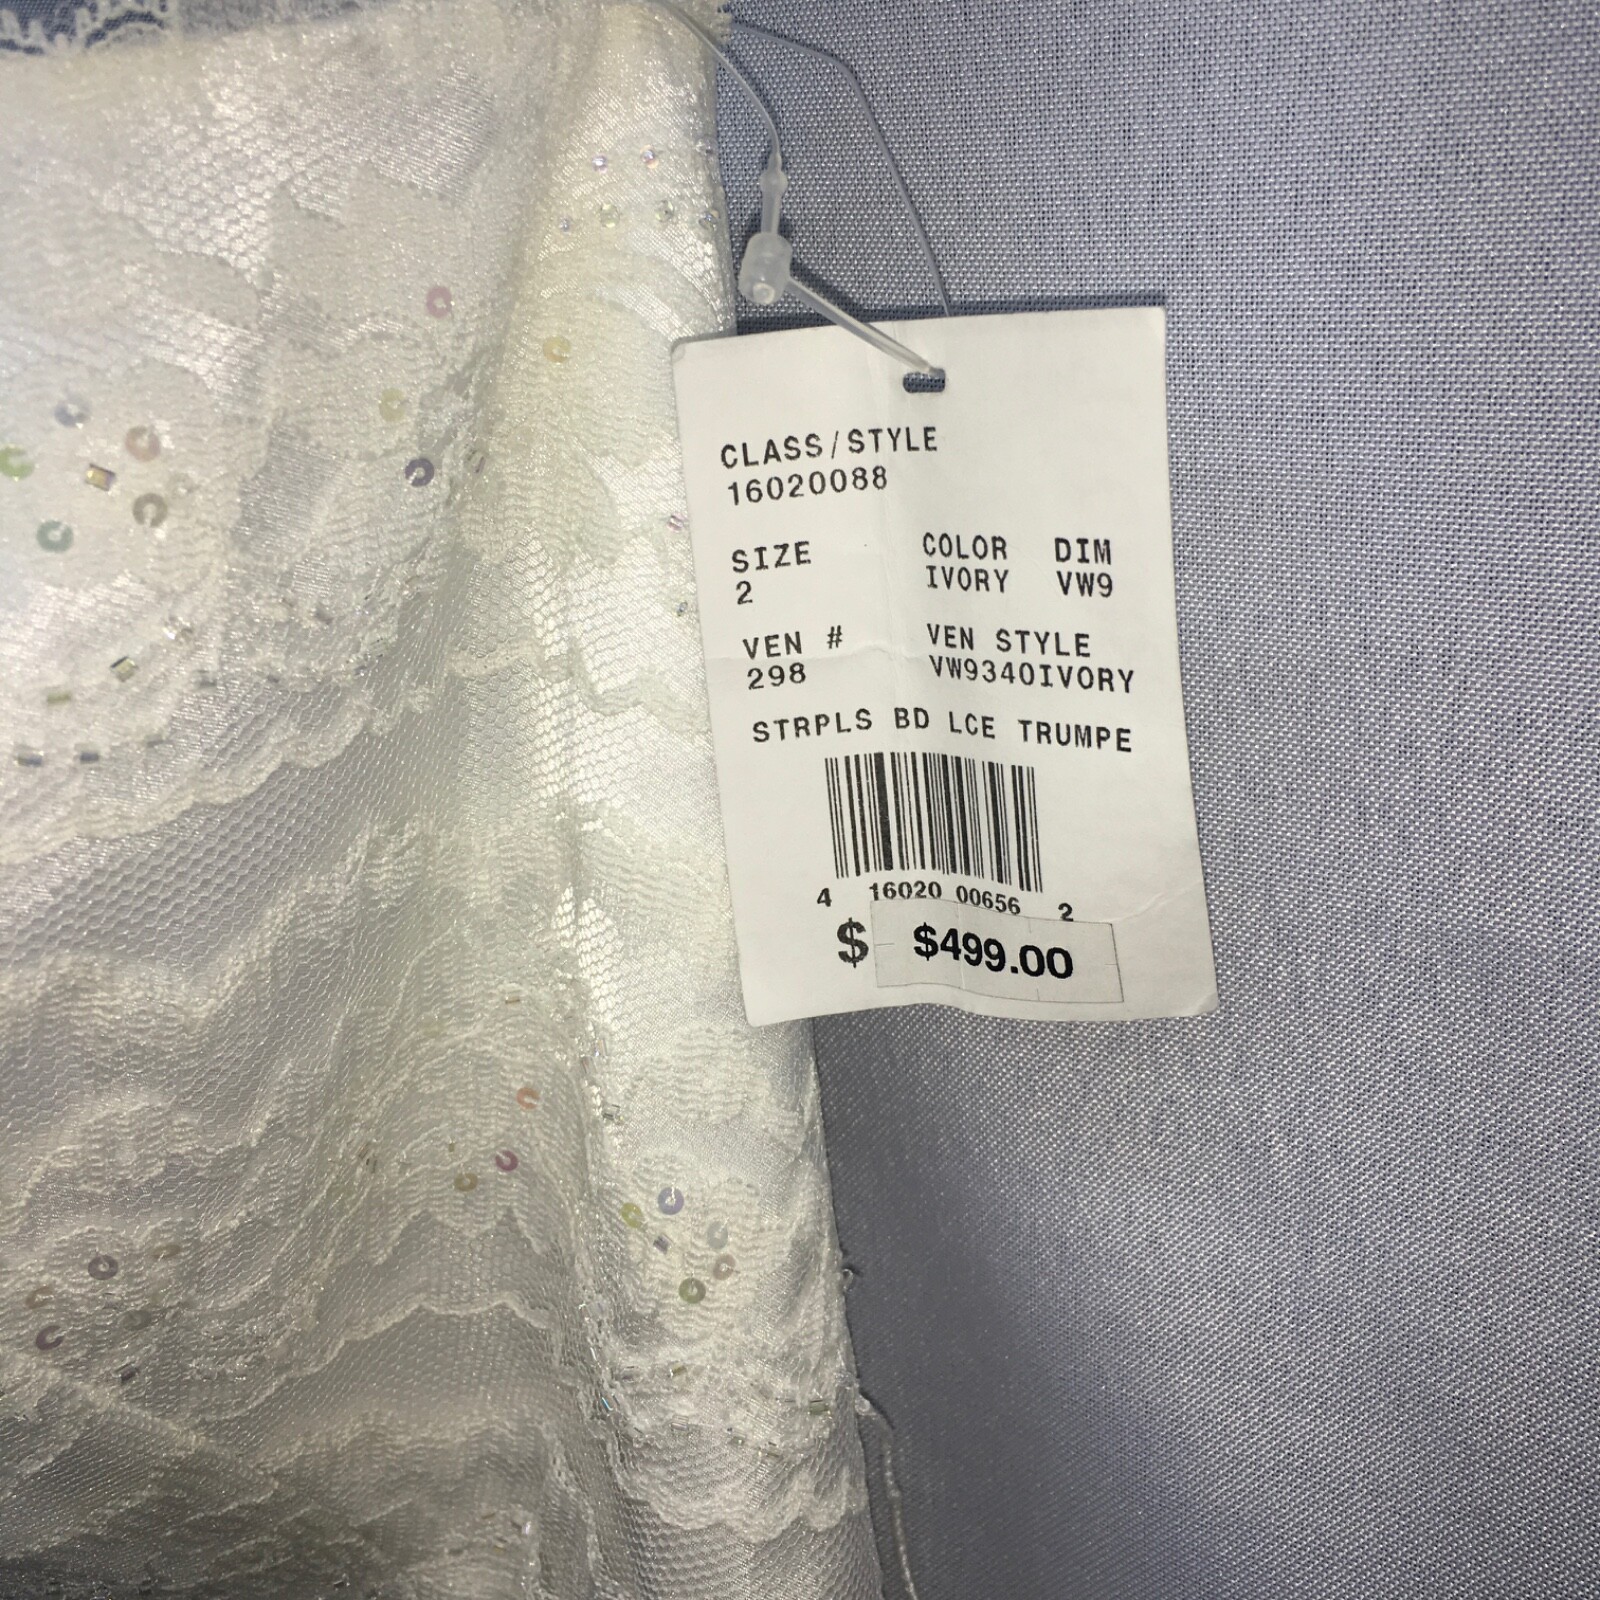 CLASS/STYLE
16020088
SIZE COLOR DIM
2 IVORY VW9
VEN # VEN STYLE
298 VW9340IVORY
STRPLS BD LCE TRUMPE
4 16020 00656 2
$ $499.00